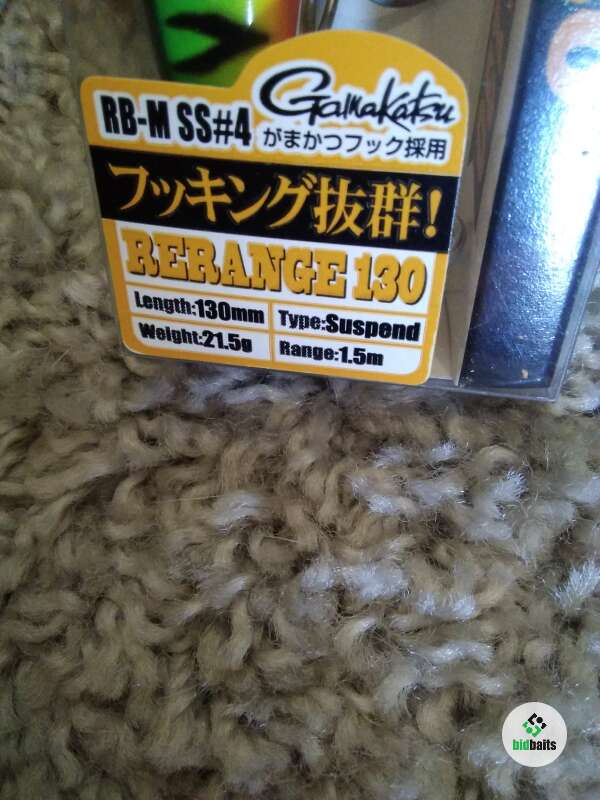 RB-M SS#4
Gamakatsu
がまかつフック採用
フッキング抜群!
RERANGE 130
Length:130mm
Type:Suspend
Weight:21.5g
Range:1.5m
bidbaits